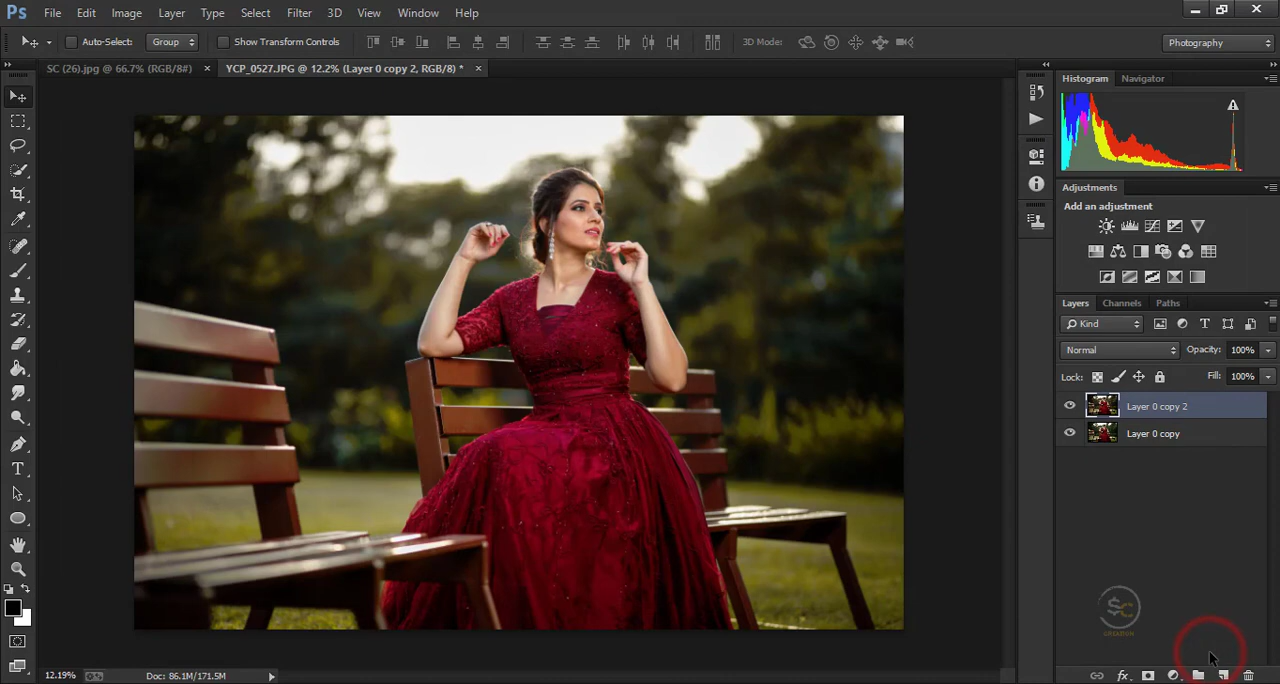 Ps File Edit Image Layer Type Select Filter 3D View Window Help
Auto-Select: Group Show Transform Controls 3D Mode: Photography
SC (26).jpg @ 66.7% (RGB/8#) × YCP_0527.JPG @ 12.2% (Layer 0 copy 2, RGB/8) * ×
Histogram Navigator
Adjustments
Add an adjustment
Layers Channels Paths
Kind
Normal Opacity: 100%
Lock: Fill: 100%
Layer 0 copy 2
Layer 0 copy
SC
CREATION
12.19% Doc: 86.1M/171.5M